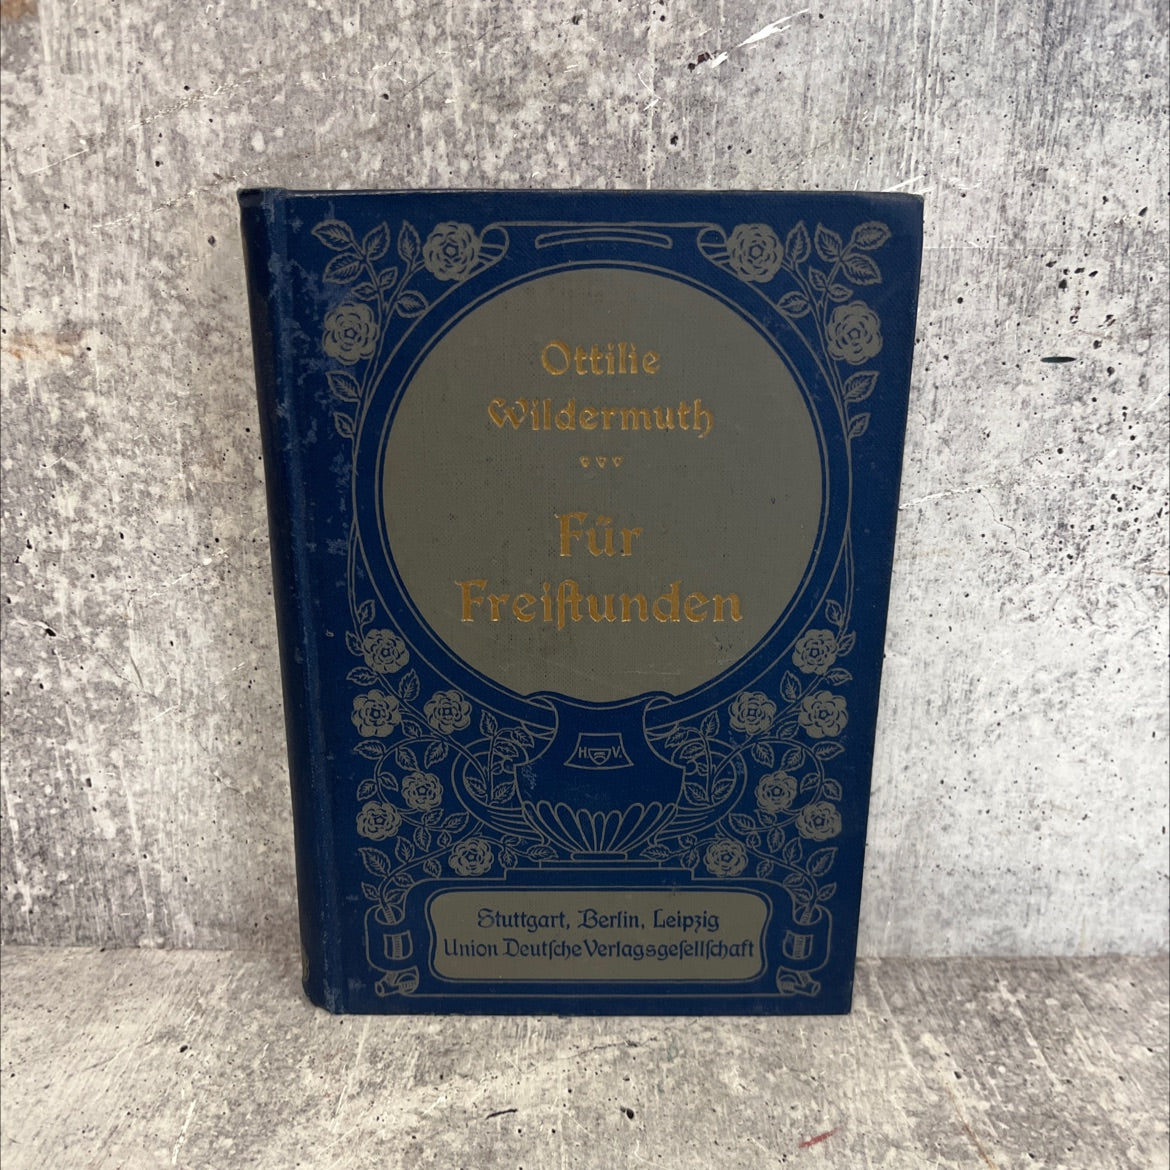 Ottilie
Wildermuth
Für
Freiſtunden
H. V.
Stuttgart, Berlin, Leipzig
Union Deutſche Verlagsgeſellſchaft